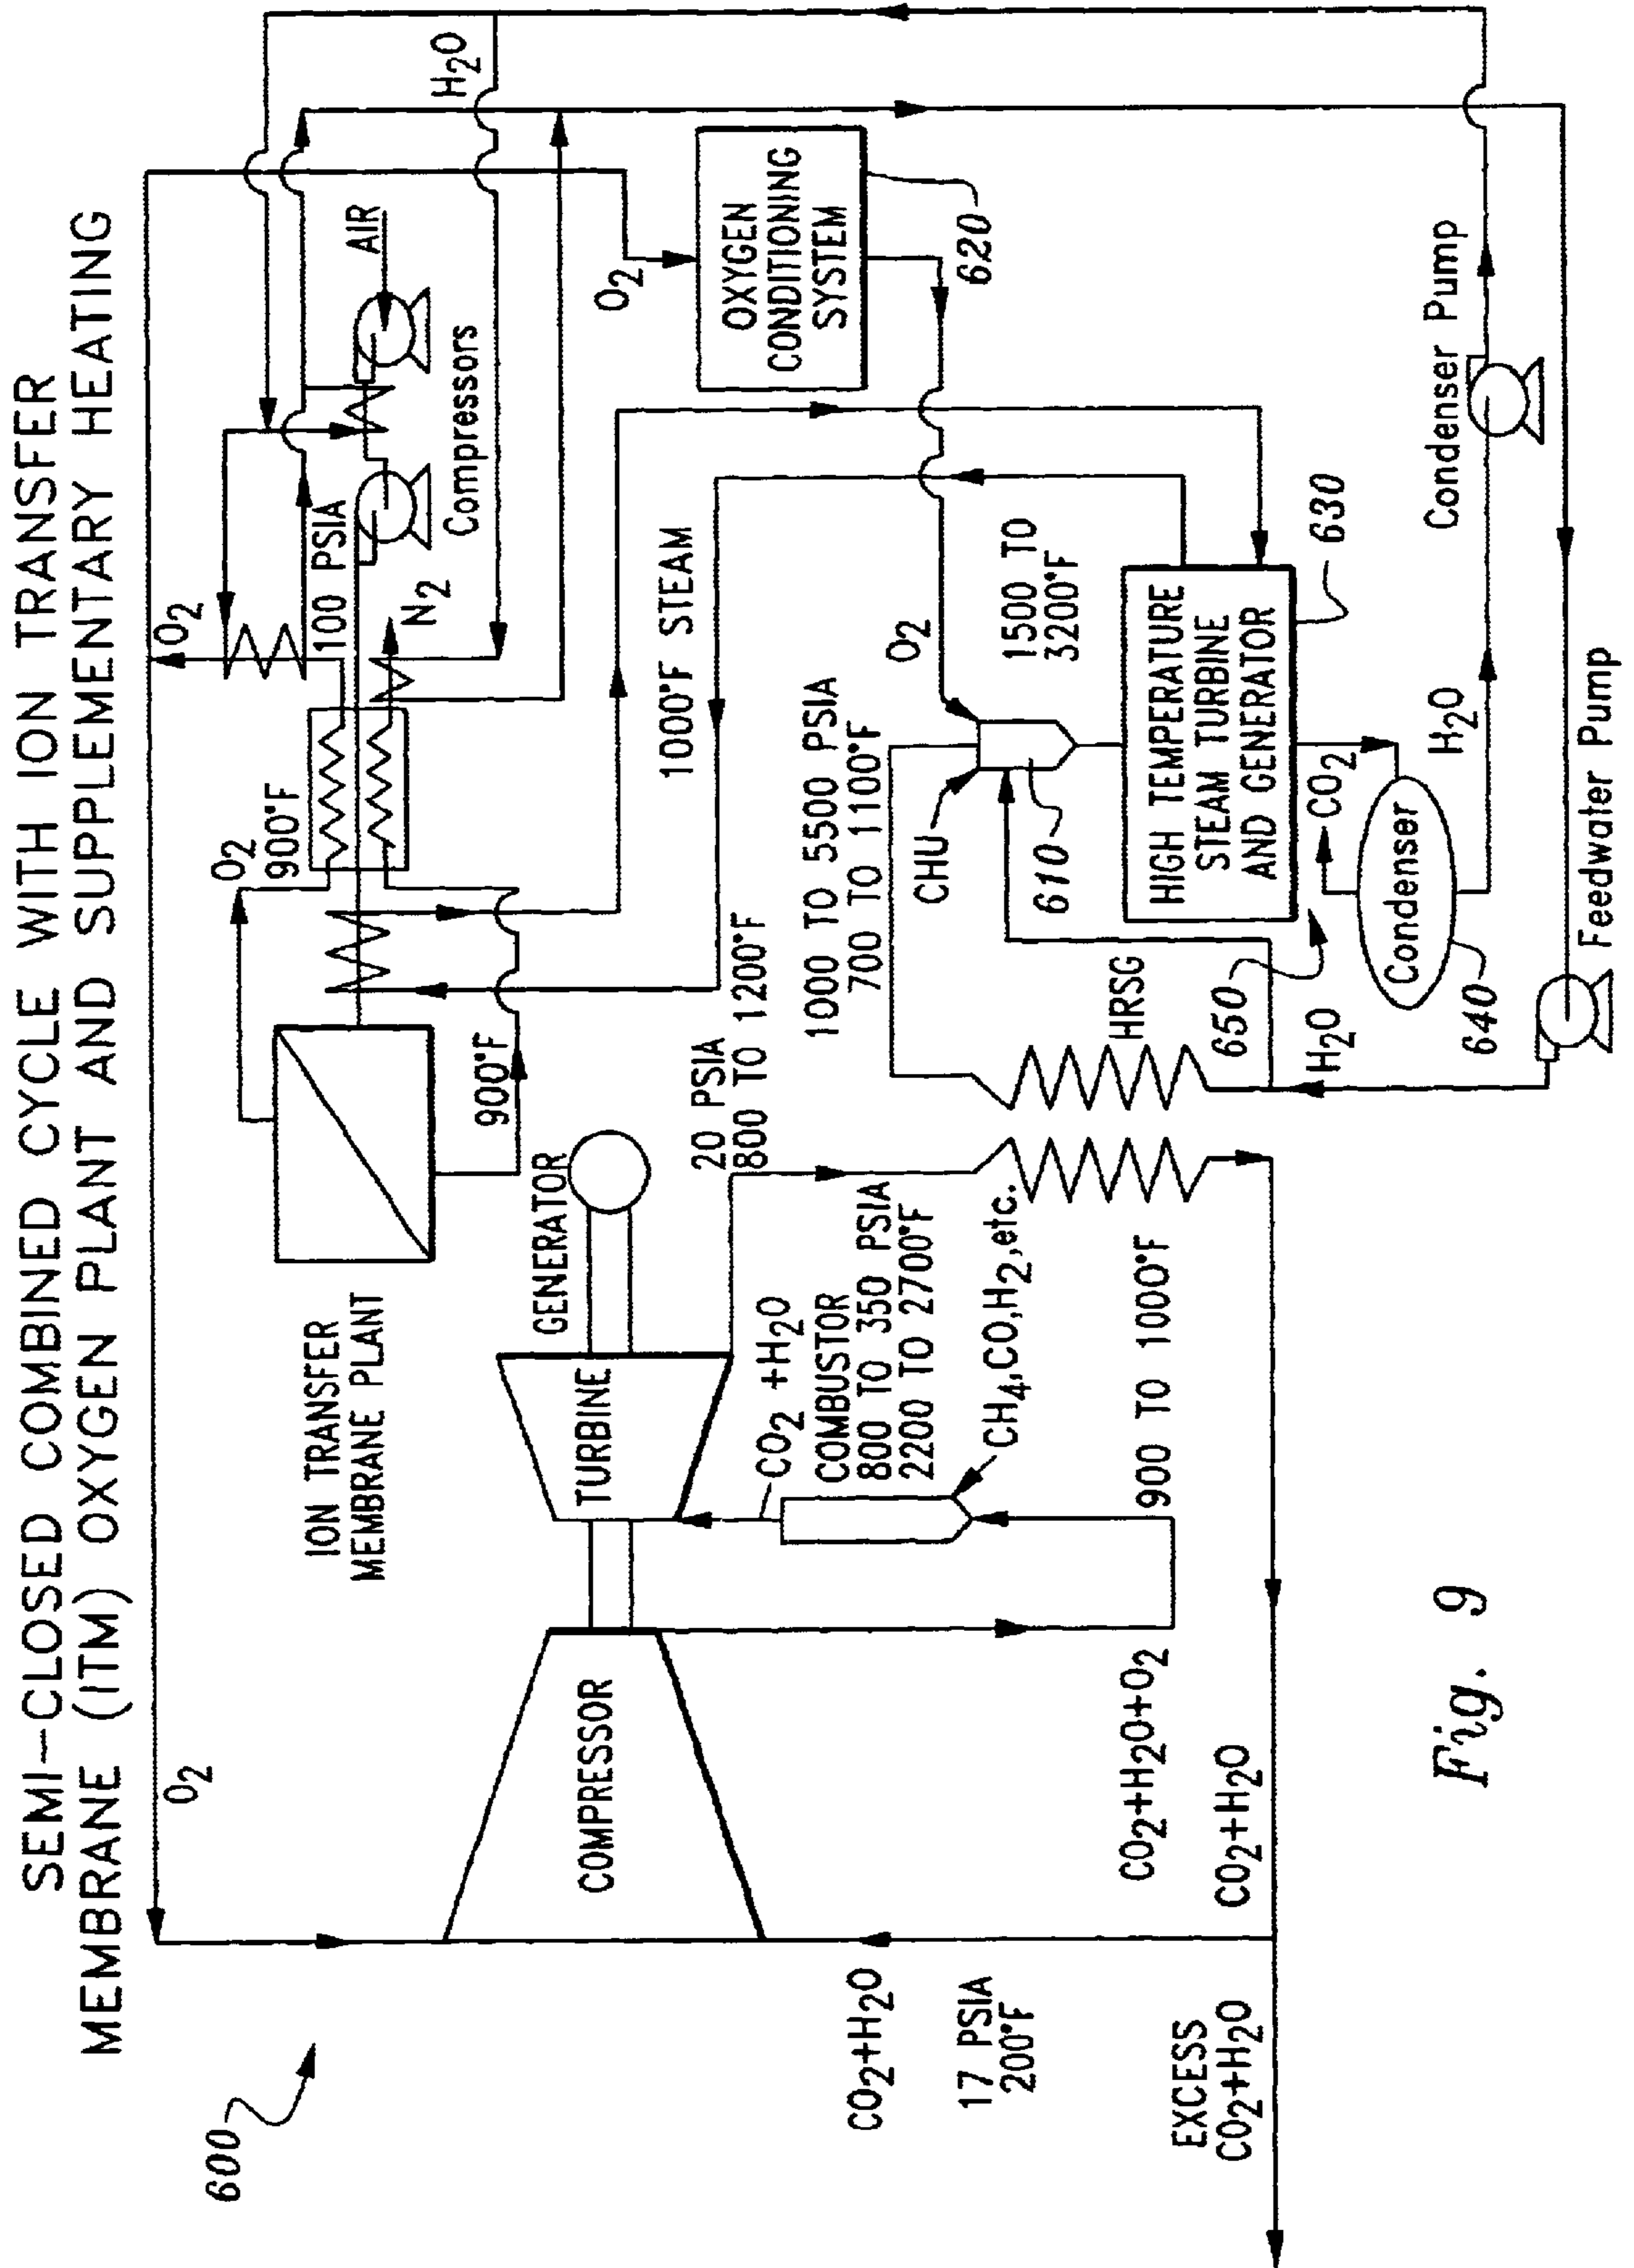 SEMI-CLOSED COMBINED CYCLE WITH ION TRANSFER
MEMBRANE (ITM) OXYGEN PLANT AND SUPPLEMENTARY HEATING
600
O2
ION TRANSFER
MEMBRANE PLANT
O2
900°F
O2
100 PSIA
AIR
Compressors
N2
H2O
900°F
1000°F STEAM
O2
OXYGEN
CONDITIONING
SYSTEM
620
COMPRESSOR
TURBINE
GENERATOR
20 PSIA
800 TO 1200°F
CO2 +H2O
COMBUSTOR
800 TO 350 PSIA
2200 TO 2700°F
CH4,CO,H2,etc.
1000 TO 5500 PSIA
700 TO 1100°F
O2
1500 TO
3200°F
CHU
610
HIGH TEMPERATURE
STEAM TURBINE
AND GENERATOR
630
CO2+H2O
17 PSIA
200°F
CO2+H2O+O2
900 TO 1000°F
HRSG
650
H2O
CO2
Condenser
640
H2O
Condenser Pump
Feedwater Pump
EXCESS
CO2+H2O
CO2+H2O
Fig. 9